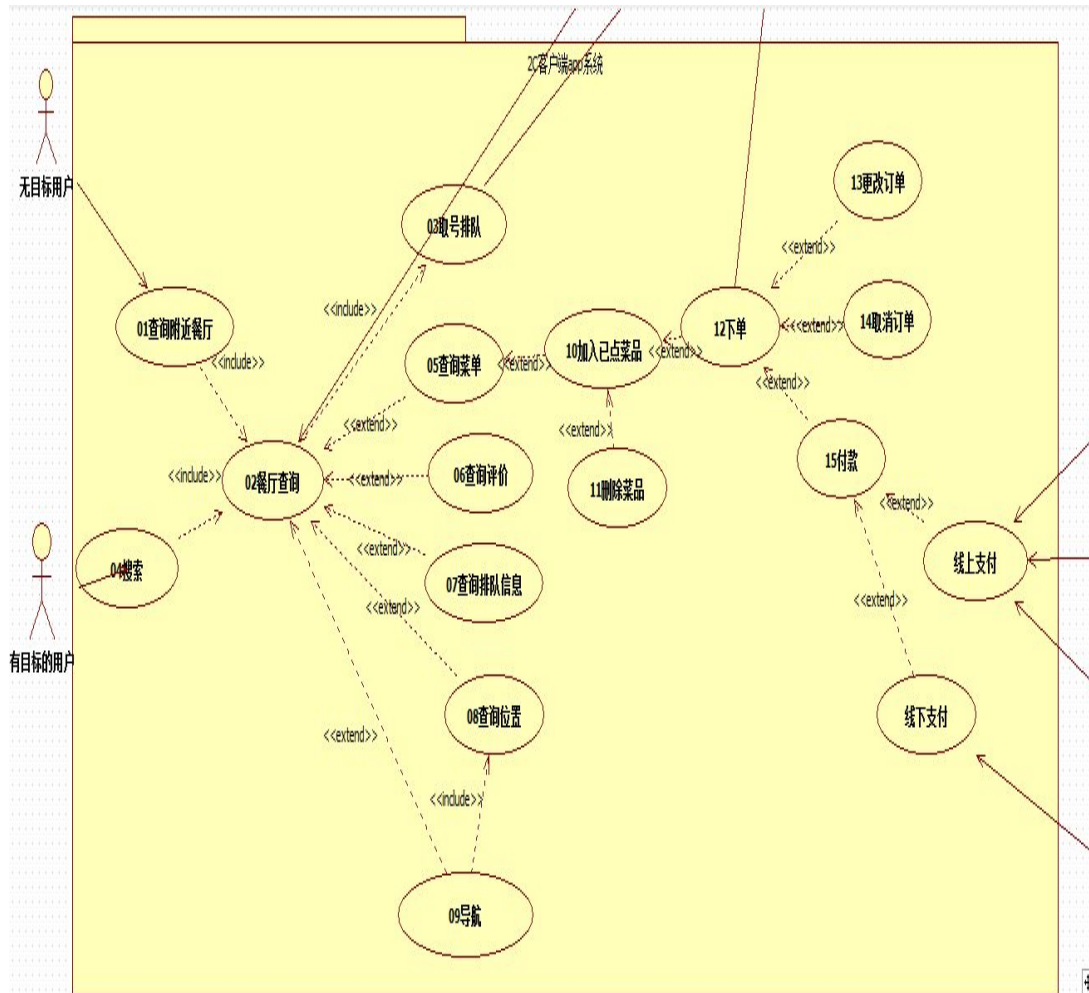 2C客户端app系统
无目标用户
13更改订单
03取号排队
<<extend>>
<<include>>
01查询附近餐厅
12下单
14取消订单
<<extend>>
10加入已点菜品
<<include>>
05查询菜单
<<extend>>
<<extend>>
<<extend>>
<<extend>>
<<extend>>
15付款
<<include>>
02餐厅查询
<<extend>>
06查询评价
11删除菜品
<<extend>>
<<extend>>
04搜索
07查询排队信息
线上支付
<<extend>>
<<extend>>
有目标的用户
08查询位置
线下支付
<<extend>>
<<include>>
09导航